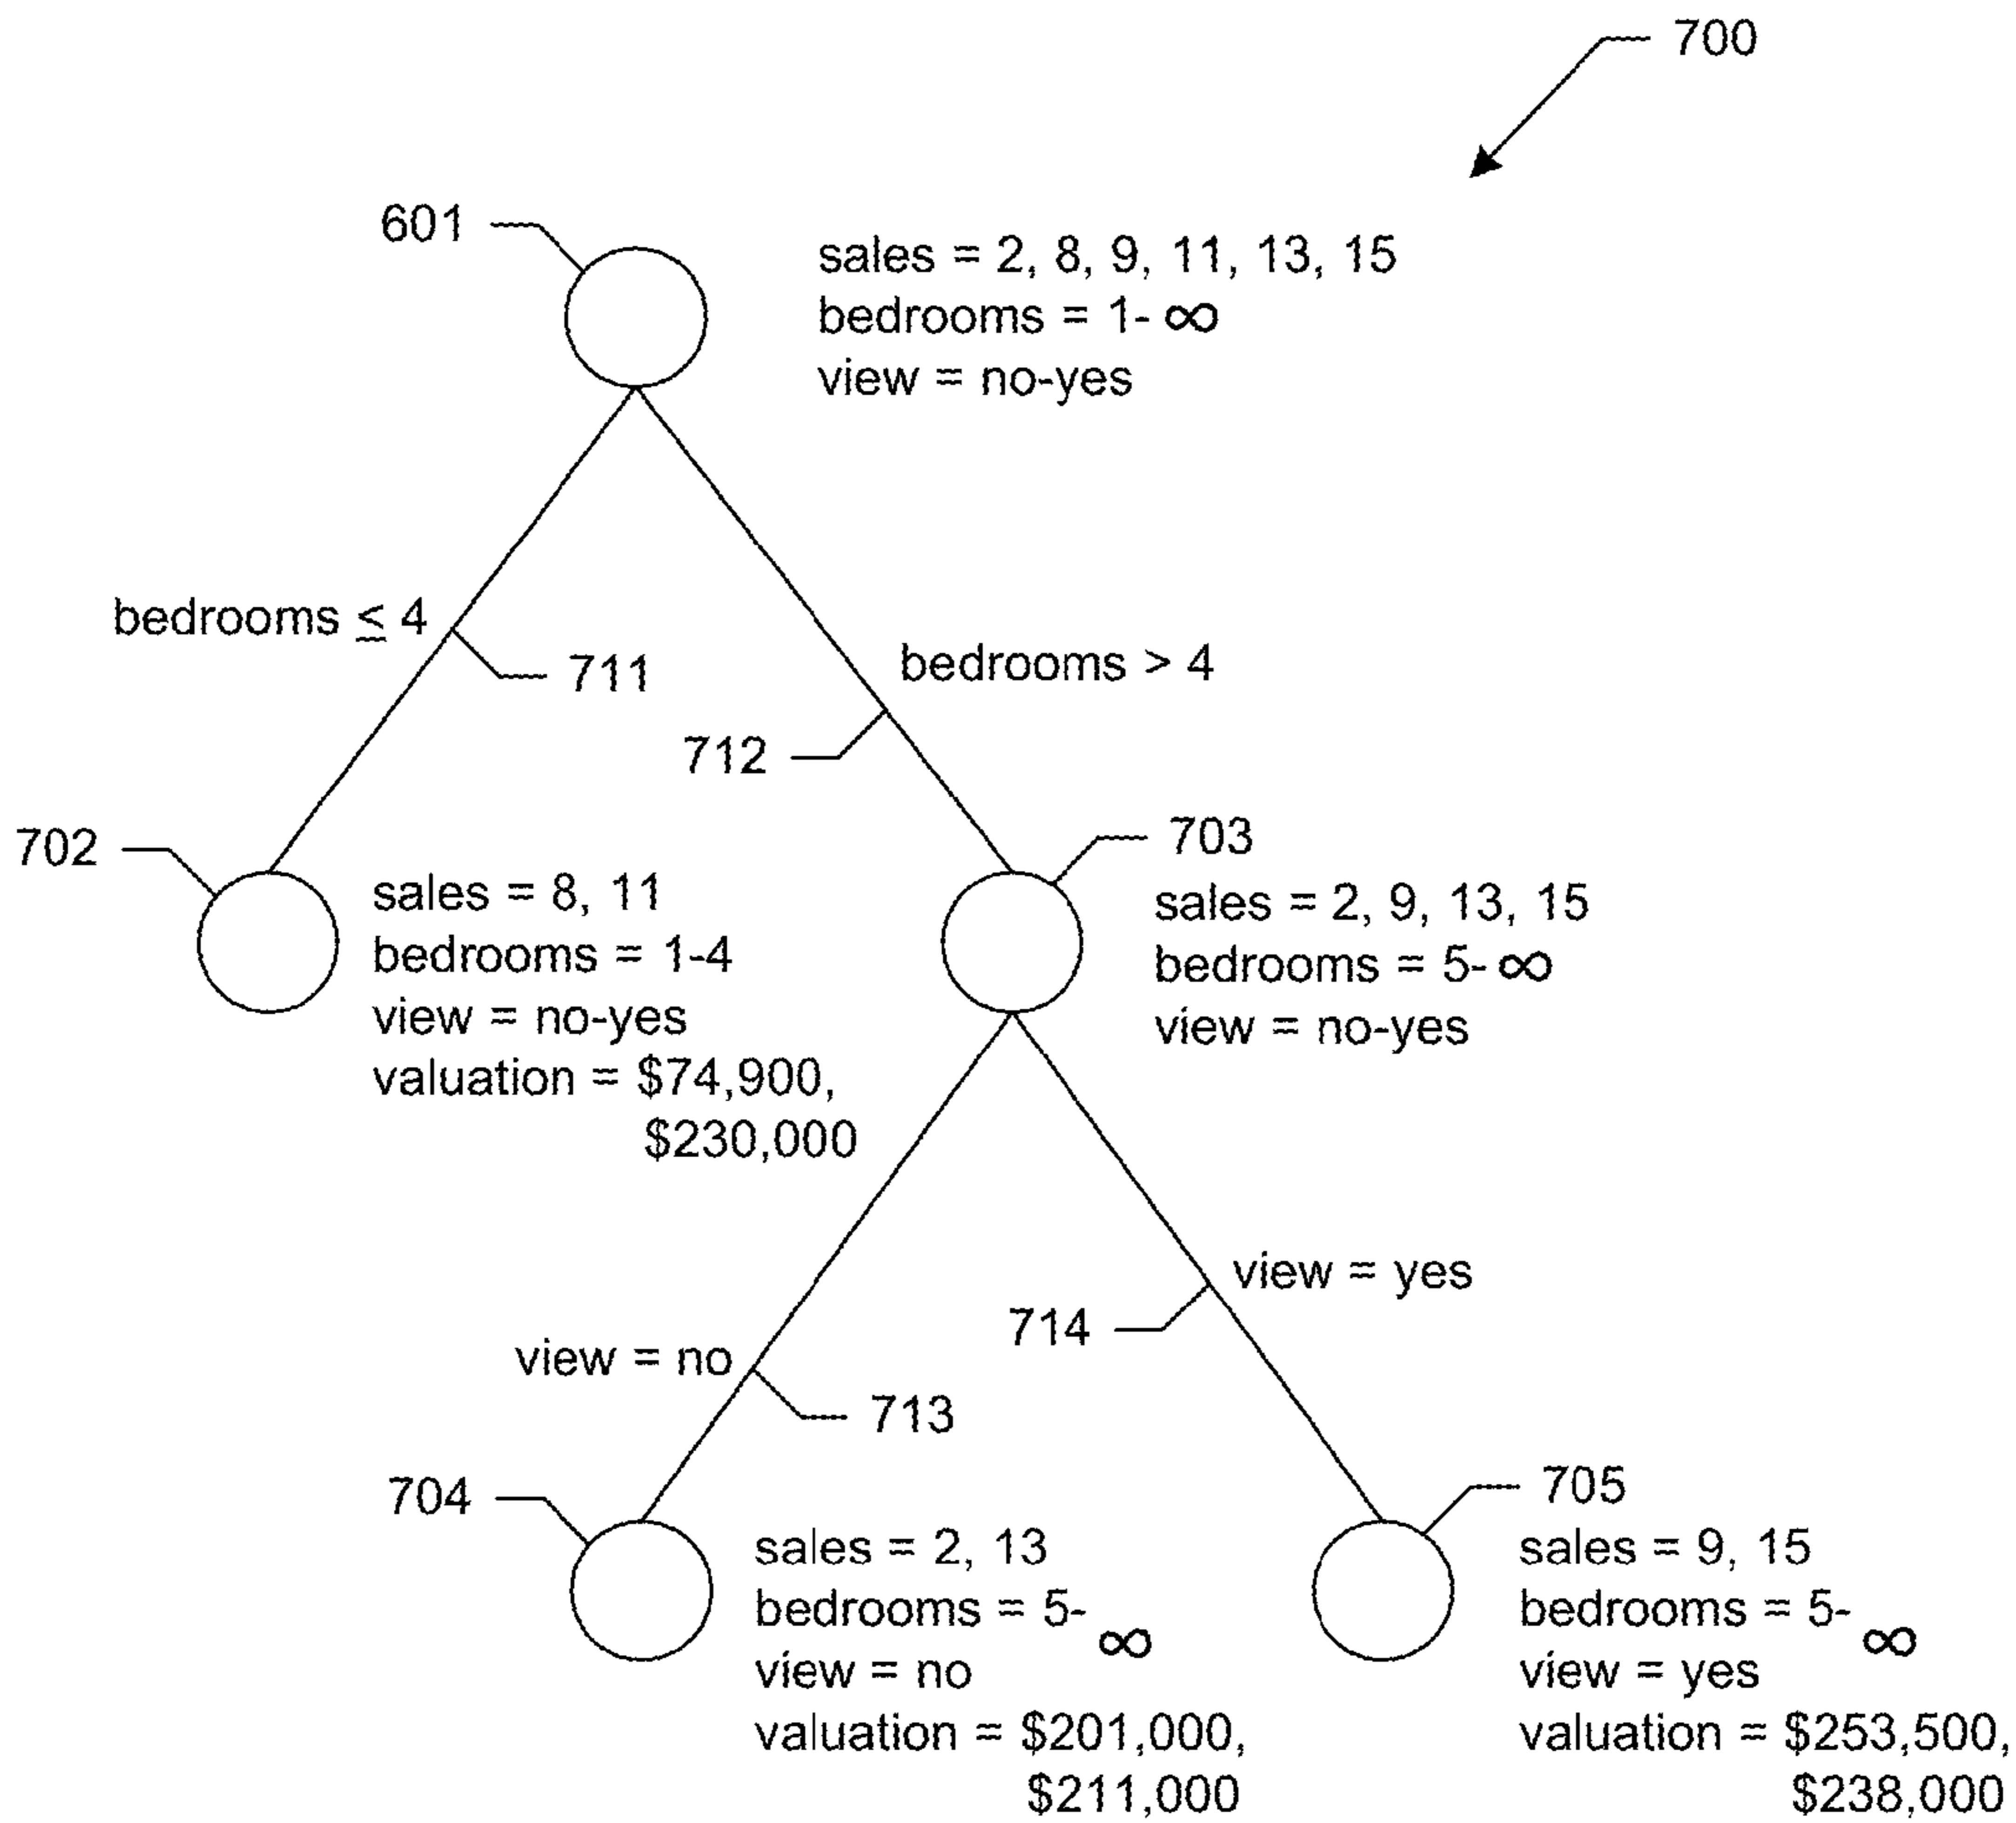 700
601
sales = 2, 8, 9, 11, 13, 15
bedrooms = 1- ∞
view = no-yes
bedrooms ≤ 4
711
bedrooms > 4
712
702
sales = 8, 11
bedrooms = 1-4
view = no-yes
valuation = $74,900,
$230,000
703
sales = 2, 9, 13, 15
bedrooms = 5- ∞
view = no-yes
view = yes
714
view = no
713
704
sales = 2, 13
bedrooms = 5- ∞
view = no
valuation = $201,000,
$211,000
705
sales = 9, 15
bedrooms = 5- ∞
view = yes
valuation = $253,500,
$238,000